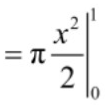 = π x²/2 |₀¹